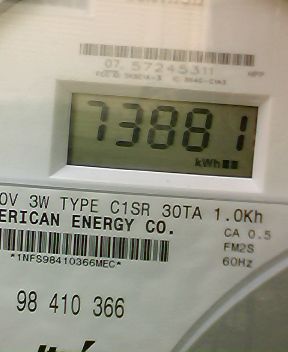 07 57245311
73881
kWh
0V 3W TYPE C1SR 30TA 1.0Kh
ERICAN ENERGY CO.
CA 0.5
FM2S
*1NFS98410366MEC*
60Hz
98 410 366